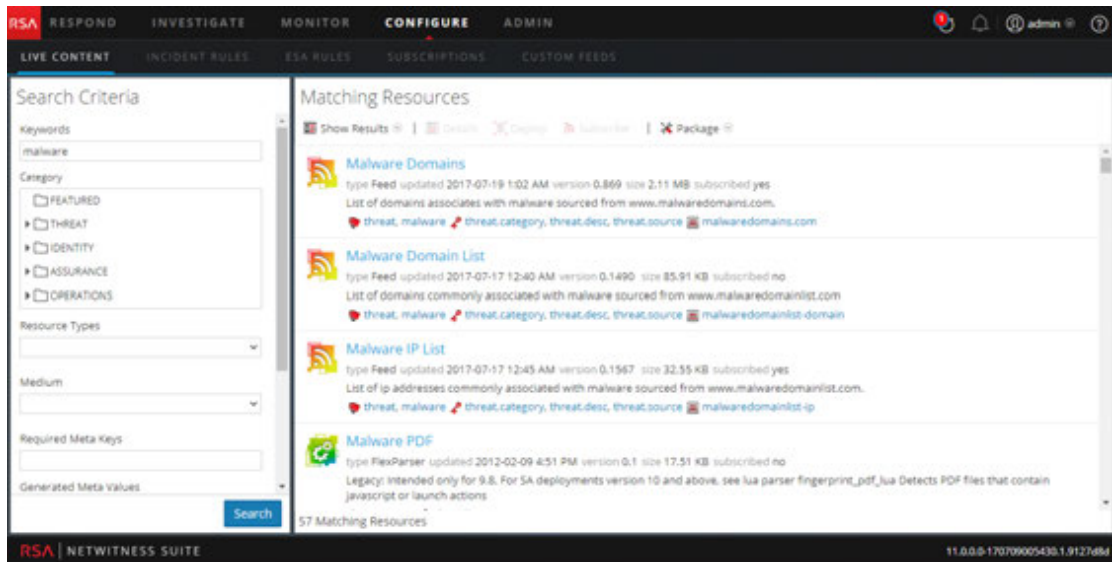 RSA RESPOND INVESTIGATE MONITOR CONFIGURE ADMIN 1 admin
LIVE CONTENT INCIDENT RULES ESA RULES SUBSCRIPTIONS CUSTOM FEEDS
Search Criteria
Keywords
malware
Category
FEATURED
THREAT
IDENTITY
ASSURANCE
OPERATIONS
Resource Types
Medium
Required Meta Keys
Generated Meta Values
Search
Matching Resources
Show Results | Details Deploy Subscribe | Package
Malware Domains
type Feed updated 2017-07-19 1:02 AM version 0.869 size 2.11 MB subscribed yes
List of domains associates with malware sourced from www.malwaredomains.com.
threat, malware threat.category, threat.desc, threat.source malwaredomains.com
Malware Domain List
type Feed updated 2017-07-17 12:40 AM version 0.1490 size 85.91 KB subscribed no
List of domains commonly associated with malware sourced from www.malwaredomainlist.com
threat, malware threat.category, threat.desc, threat.source malwaredomainlist-domain
Malware IP List
type Feed updated 2017-07-17 12:45 AM version 0.1567 size 32.55 KB subscribed yes
List of ip addresses commonly associated with malware sourced from www.malwaredomainlist.com.
threat, malware threat.category, threat.desc, threat.source malwaredomainlist-ip
Malware PDF
type FlexParser updated 2012-02-09 4:51 PM version 0.1 size 17.51 KB subscribed no
Legacy: Intended only for 9.8. For SA deployments version 10 and above, see lua parser fingerprint_pdf_lua Detects PDF files that contain
javascript or launch actions
57 Matching Resources
RSA | NETWITNESS SUITE
11.0.0.0-170709005430.1.9127d8d